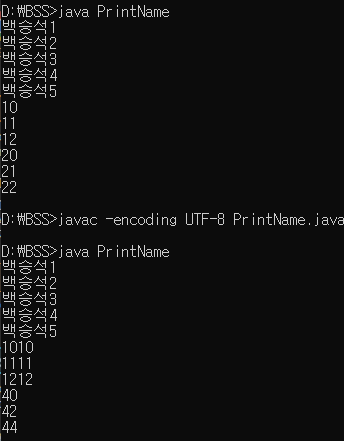 D:\BSS>java PrintName
백승석1
백승석2
백승석3
백승석4
백승석5
10
11
12
20
21
22
D:\BSS>javac -encoding UTF-8 PrintName.java
D:\BSS>java PrintName
백승석1
백승석2
백승석3
백승석4
백승석5
1010
1111
1212
40
42
44